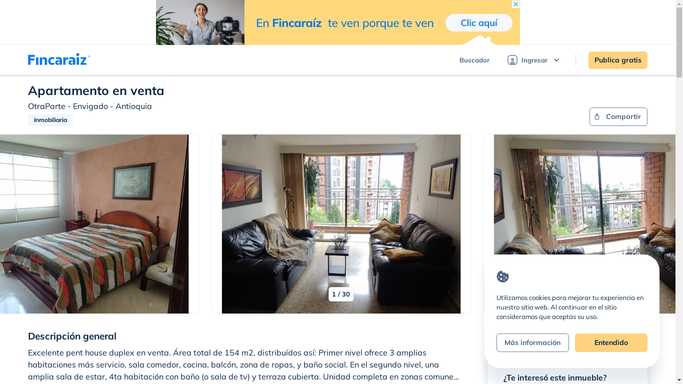 En Fincaraíz te ven porque te ven
Clic aquí
Fincaraiz
Buscador
Ingresar
Publica gratis
Apartamento en venta
OtraParte - Envigado - Antioquia
Inmobiliaria
Compartir
1 / 30
Utilizamos cookies para mejorar tu experiencia en
nuestro sitio web. Al continuar en el sitio
consideramos que aceptas su uso.
Más información
Entendido
Descripción general
Excelente pent house duplex en venta. Área total de 154 m2, distribuídos así: Primer nivel ofrece 3 amplias
habitaciones más servicio, sala comedor, cocina, balcón, zona de ropas, y baño social. En el segundo nivel, una
amplia sala de estar, 4ta habitación con baño (o sala de tv) y terraza cubierta. Unidad completa en zonas comune...
¿Te interesó este inmueble?